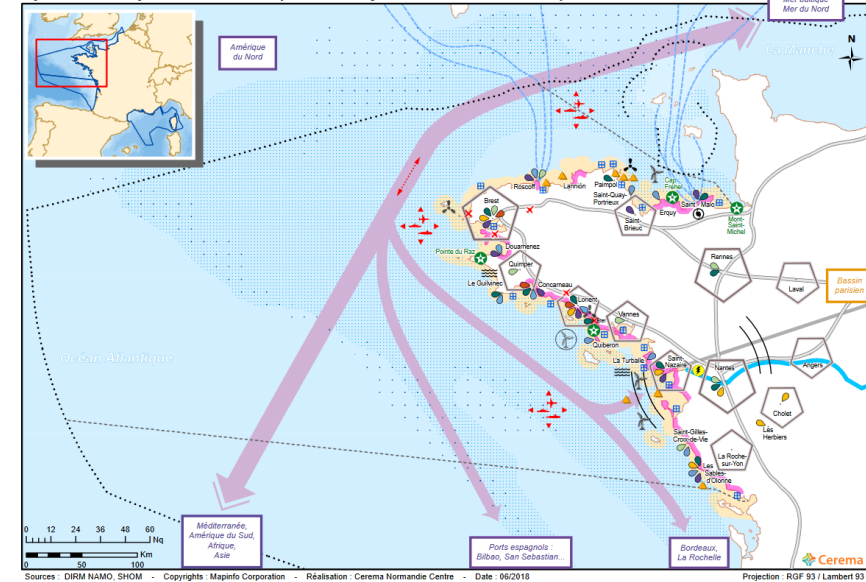 Mer Baltique
Mer du Nord
Amérique
du Nord
La Manche
N
Roscoff
Lannion
Paimpol
Saint-Quay-
Portrieux
Cap
Fréhel
Saint-Malo
Erquy
Mont-
Saint-
Michel
Brest
Saint-
Brieuc
Pointe du Raz
Douarnenez
Quimper
Rennes
Laval
Bassin
parisien
Le Guilvinec
Concarneau
Lorient
Vannes
Océan Atlantique
Quiberon
La Turballe
Saint-
Nazaire
Nantes
Angers
Cholet
Les
Herbiers
Saint-Gilles-
Croix-de-Vie
La Roche-
sur-Yon
Les
Sables-
d'Olonne
Méditerranée,
Amérique du Sud,
Afrique,
Asie
Ports espagnols :
Bilbao, San Sebastian...
Bordeaux,
La Rochelle
0 12 24 36 48 60
Nq
0 50 100
Km
Cerema
Sources : DIRM NAMO, SHOM - Copyrights : Mapinfo Corporation - Réalisation : Cerema Normandie Centre - Date : 06/2018
Projection : RGF 93 / Lambert 93